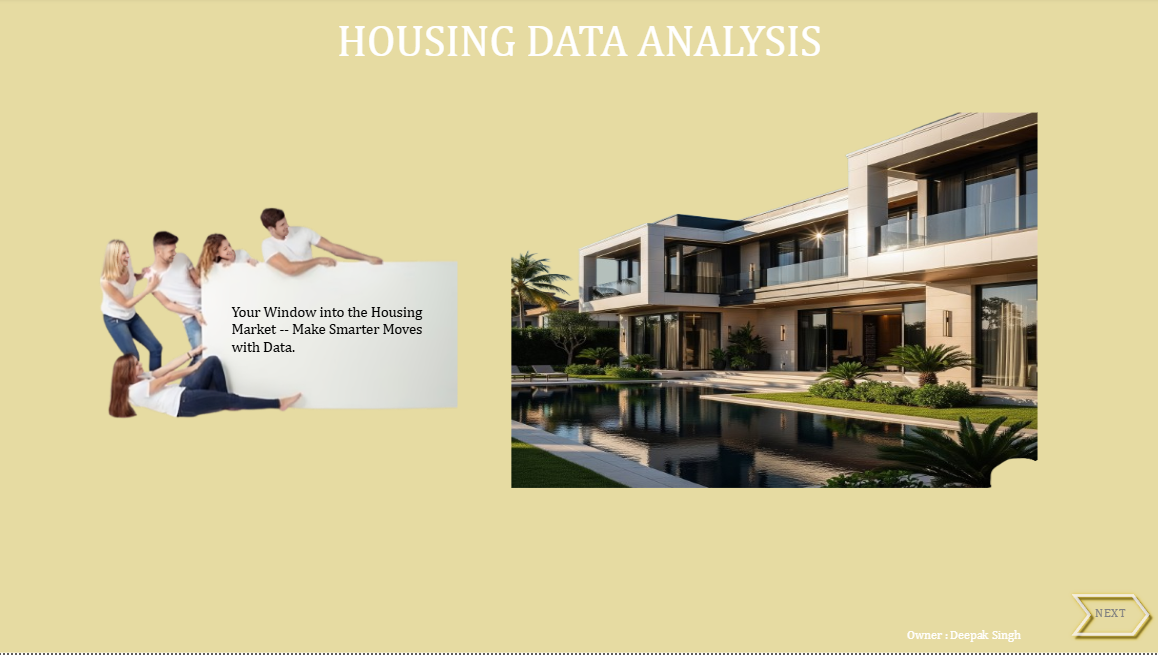 HOUSING DATA ANALYSIS
Your Window into the Housing
Market -- Make Smarter Moves
with Data.
NEXT
Owner : Deepak Singh